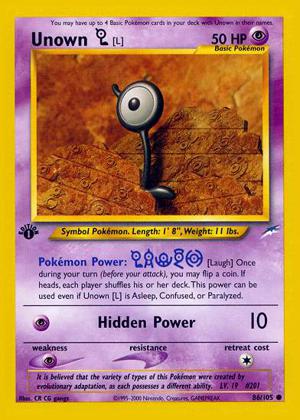 You may have up to 4 Basic Pokémon cards in your deck with Unown in their names.
Unown [L] 50 HP
Basic Pokémon
Symbol Pokémon. Length: 1' 8", Weight: 11 lbs.
EDITION 1
Pokémon Power: [Laugh] Once
during your turn (before your attack), you may flip a coin. If
heads, each player shuffles his or her deck. This power can be
used even if Unown [L] is Asleep, Confused, or Paralyzed.
Hidden Power 10
weakness resistance retreat cost
It is believed that the variety of types of this Pokémon were created by
evolutionary adaptation, as each possesses a different ability. LV. 19 #201
Illus. CR CG gangs ©1995-2000 Nintendo, CREATURES, GAMEFREAK. 86/105